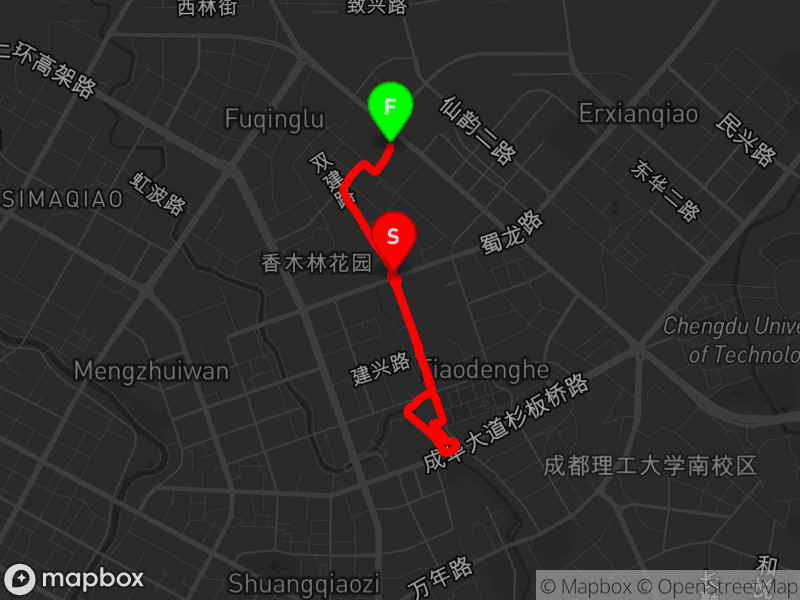 西林街
致兴路
二环高架路
Fuqinglu
F
仙韵二路
Erxianqiao
民兴路
双建路
虹波路
东华二路
SIMAQIAO
S
蜀龙路
香木林花园
Chengdu Unive
of Technolo
建兴路
Mengzhuiwan
Tiaodenghe
成华大道杉板桥路
成都理工大学南校区
万年路
Shuangqiaozi
mapbox
© Mapbox © OpenStreetMap